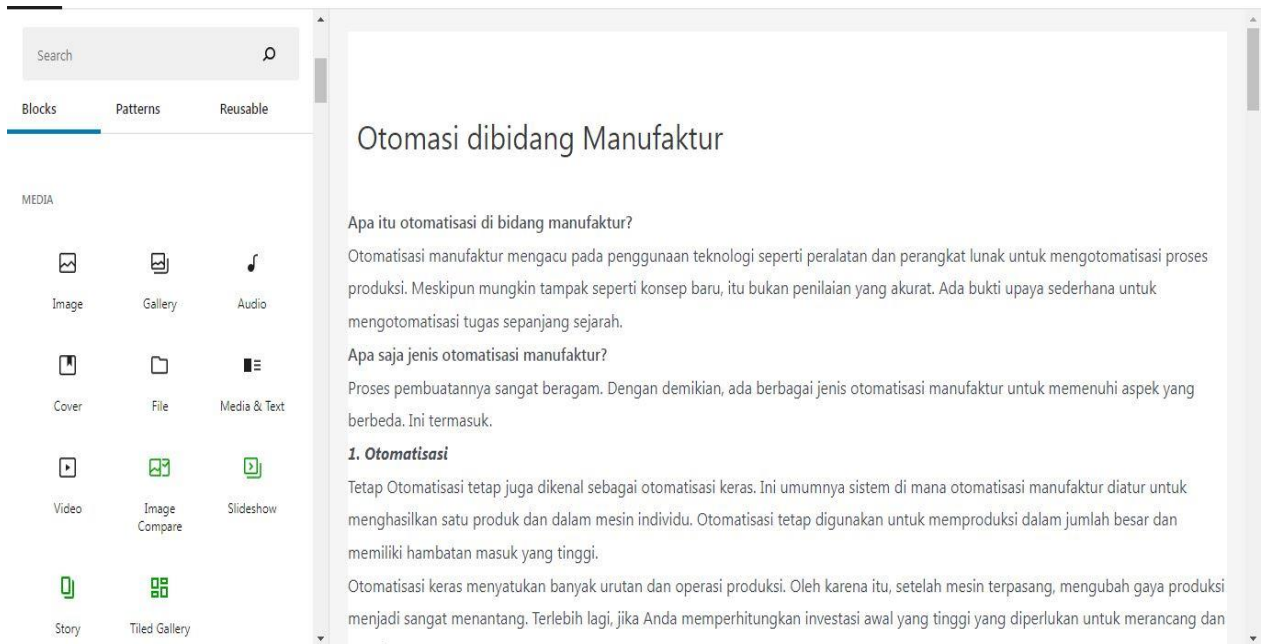 Search
Blocks Patterns Reusable
MEDIA
Image Gallery Audio
Cover File Media & Text
Video Image Compare Slideshow
Story Tiled Gallery
Otomasi dibidang Manufaktur
Apa itu otomatisasi di bidang manufaktur?
Otomatisasi manufaktur mengacu pada penggunaan teknologi seperti peralatan dan perangkat lunak untuk mengotomatisasi proses
produksi. Meskipun mungkin tampak seperti konsep baru, itu bukan penilaian yang akurat. Ada bukti upaya sederhana untuk
mengotomatisasi tugas sepanjang sejarah.
Apa saja jenis otomatisasi manufaktur?
Proses pembuatannya sangat beragam. Dengan demikian, ada berbagai jenis otomatisasi manufaktur untuk memenuhi aspek yang
berbeda. Ini termasuk.
1. Otomatisasi
Tetap Otomatisasi tetap juga dikenal sebagai otomatisasi keras. Ini umumnya sistem di mana otomatisasi manufaktur diatur untuk
menghasilkan satu produk dan dalam mesin individu. Otomatisasi tetap digunakan untuk memproduksi dalam jumlah besar dan
memiliki hambatan masuk yang tinggi.
Otomatisasi keras menyatukan banyak urutan dan operasi produksi. Oleh karena itu, setelah mesin terpasang, mengubah gaya produksi
menjadi sangat menantang. Terlebih lagi, jika Anda memperhitungkan investasi awal yang tinggi yang diperlukan untuk merancang dan